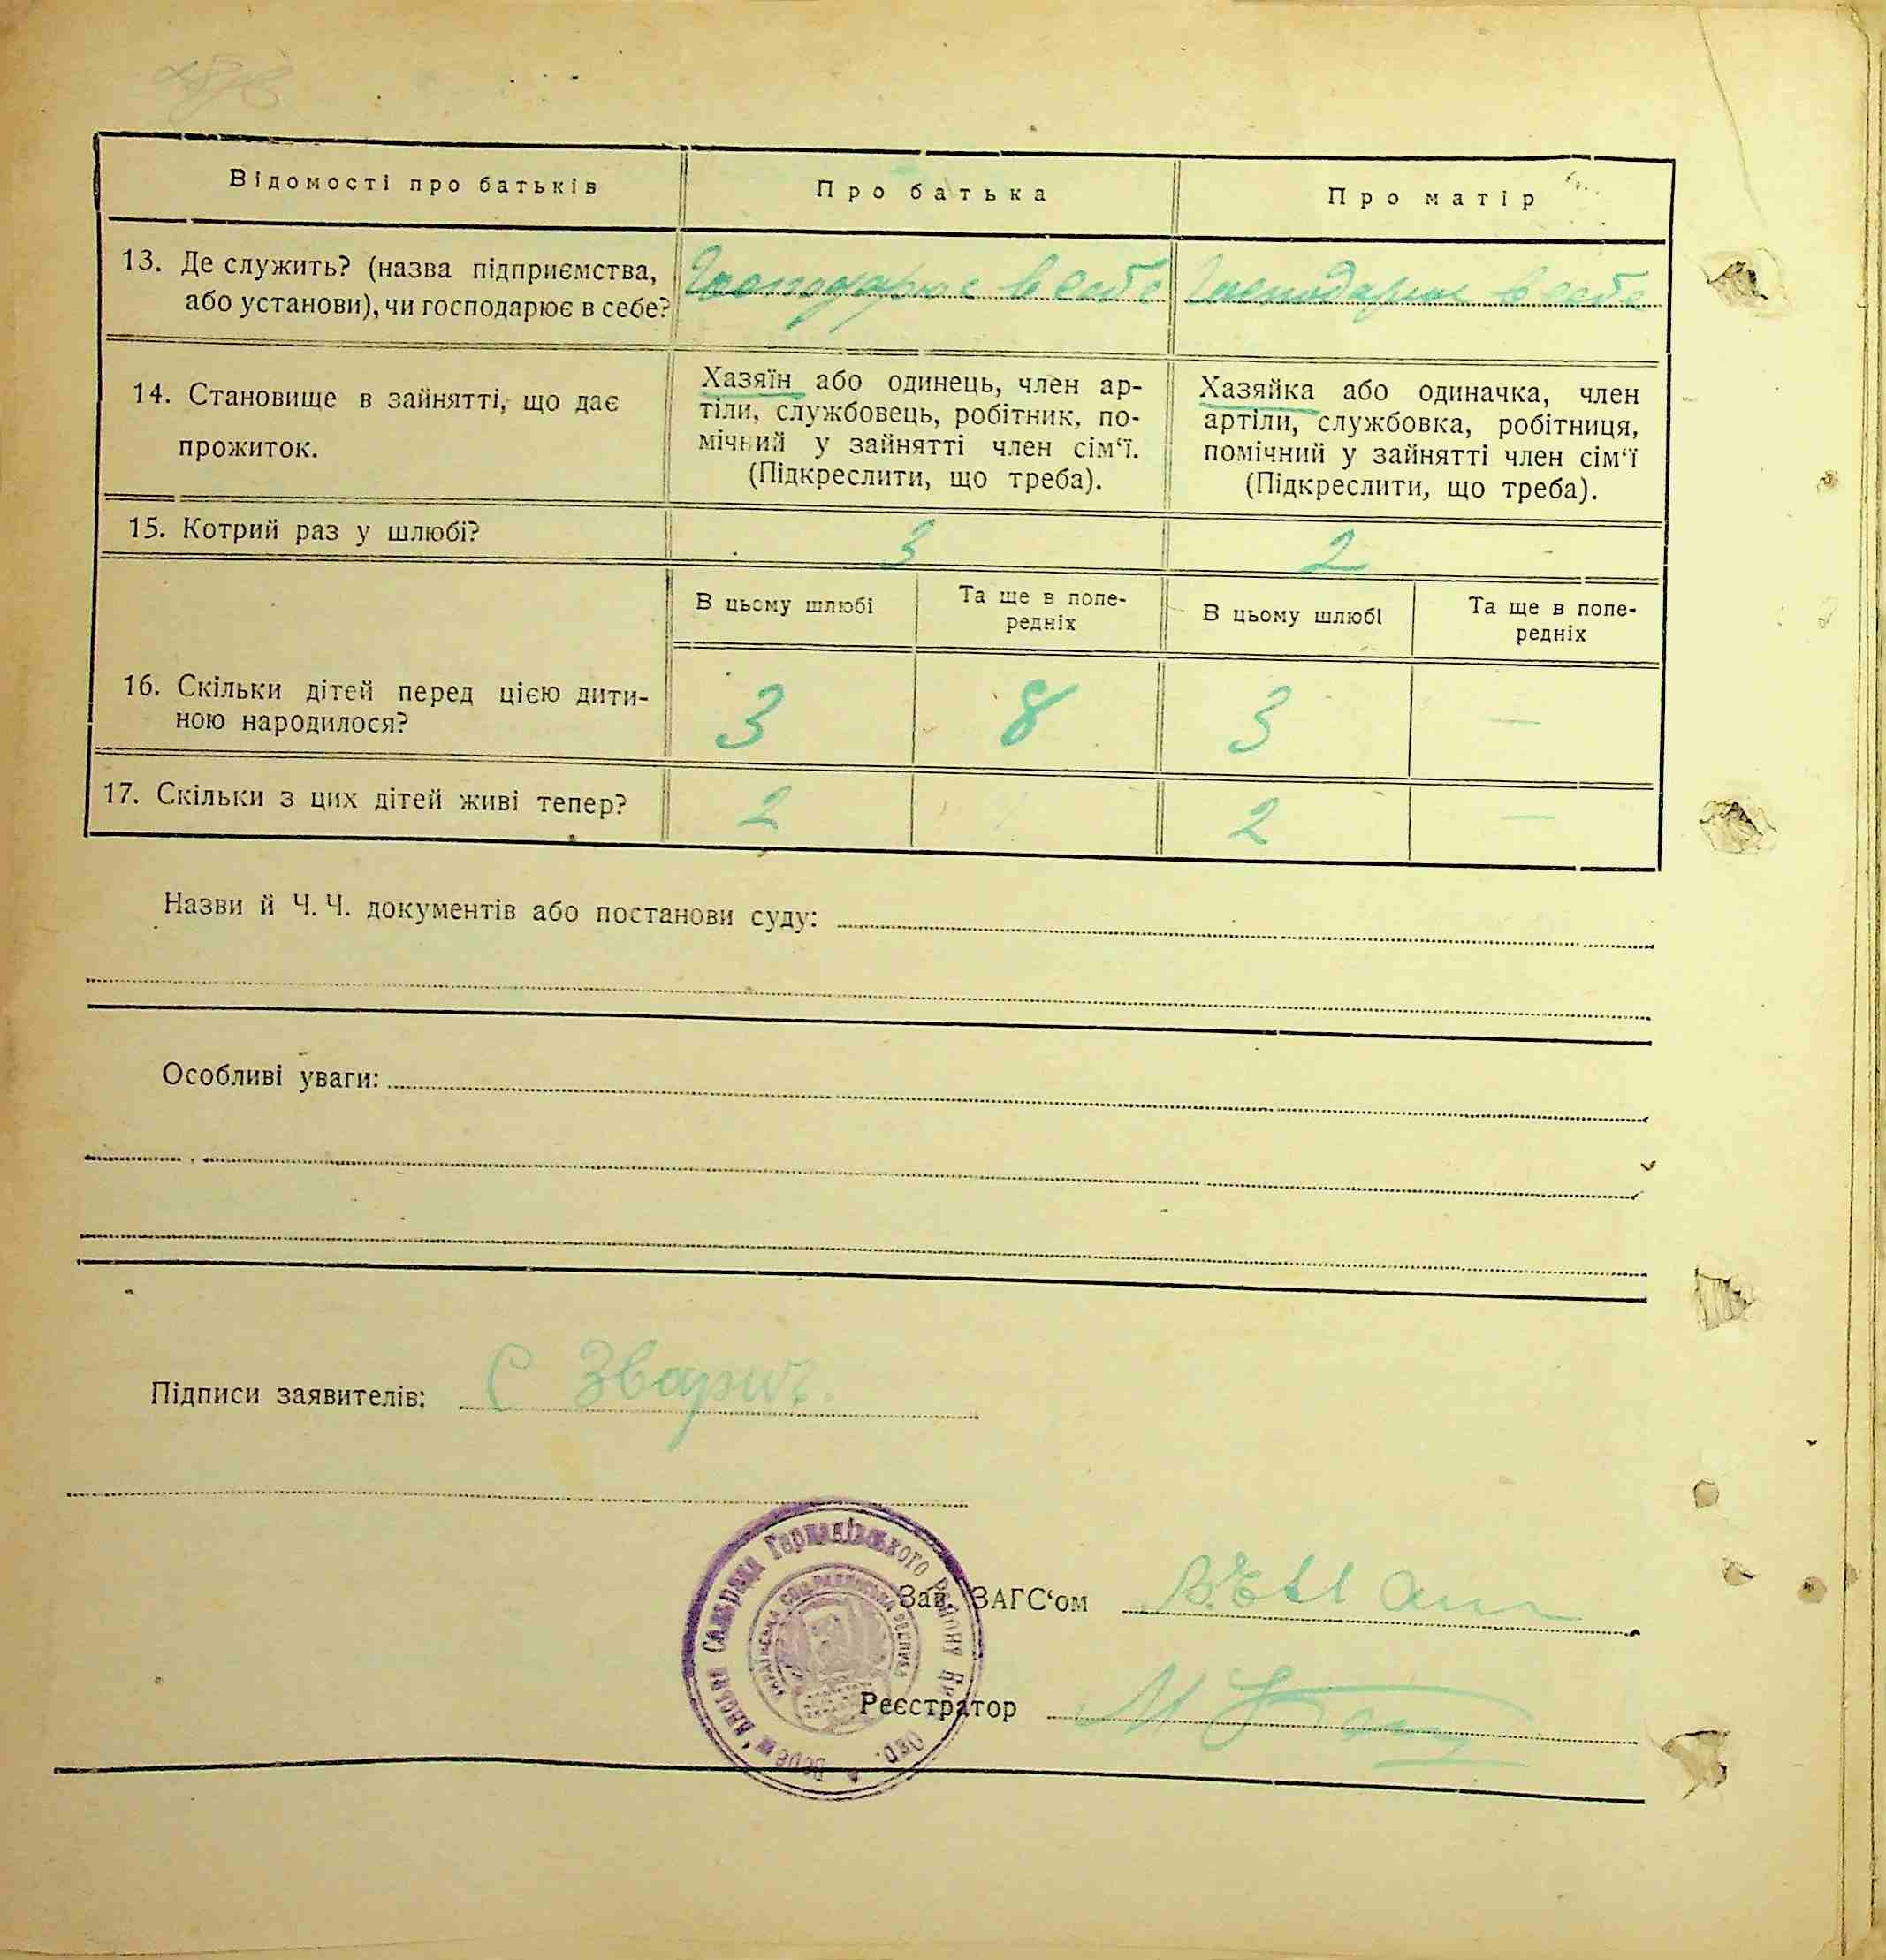 Відомості про батьків
Про батька
Про матір
13. Де служить? (назва підприємства,
або установи), чи господарює в себе?
Господарює в себе
Господарює в себе
14. Становище в зайнятті, що дає
прожиток.
Хазяїн або одинець, член ар-
тіли, службовець, робітник, по-
мічний у зайнятті член сім‘ї.
(Підкреслити, що треба).
Хазяйка або одиначка, член
артіли, службовка, робітниця,
помічний у зайнятті член сім‘ї
(Підкреслити, що треба).
15. Котрий раз у шлюбі?
3
2
В цьому шлюбі
Та ще в попе-
редніх
В цьому шлюбі
Та ще в попе-
редніх
16. Скільки дітей перед цією дити-
ною народилося?
3
8
3
—
17. Скільки з цих дітей живі тепер?
2
2
—
Назви й Ч. Ч. документів або постанови суду:
Особливі уваги:
Підписи заявителів: С Зварич.
Сільрада Германівського Району
Окр.
Зав. ЗАГС‘ом
Реєстратор